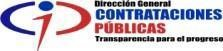 Dirección General
CONTRATACIONES
PÚBLICAS
Transparencia para el progreso